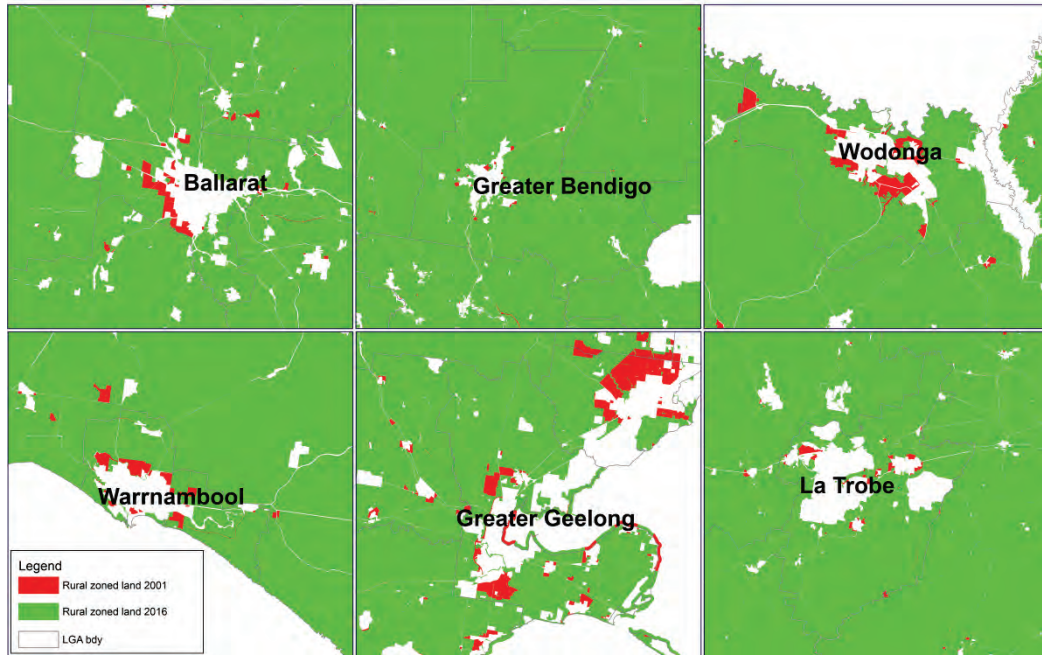 Ballarat
Greater Bendigo
Wodonga
Warrnambool
Greater Geelong
La Trobe
Legend
Rural zoned land 2001
Rural zoned land 2016
LGA bdy